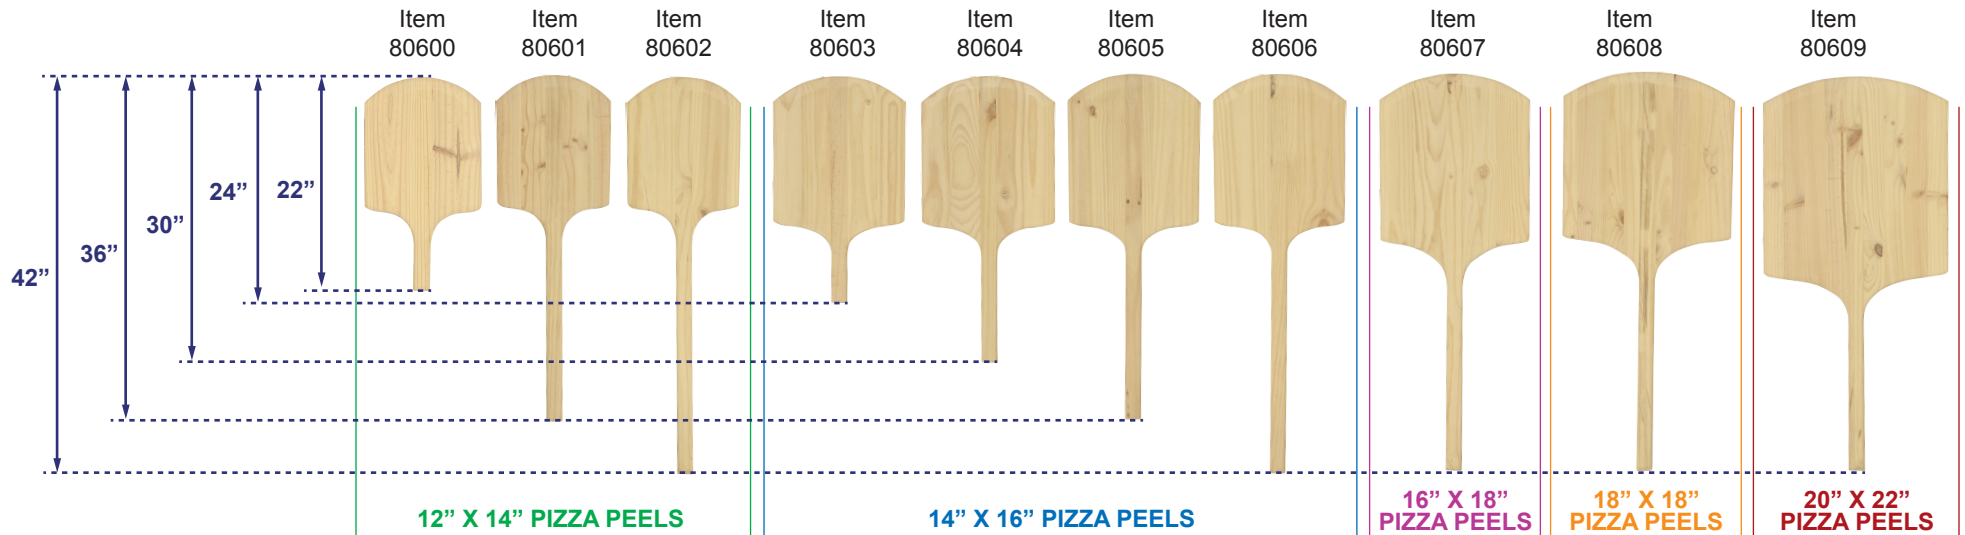 Item
80600
Item
80601
Item
80602
Item
80603
Item
80604
Item
80605
Item
80606
Item
80607
Item
80608
Item
80609
22”
24”
30”
36”
42”
12” X 14” PIZZA PEELS
14” X 16” PIZZA PEELS
16” X 18”
PIZZA PEELS
18” X 18”
PIZZA PEELS
20” X 22”
PIZZA PEELS